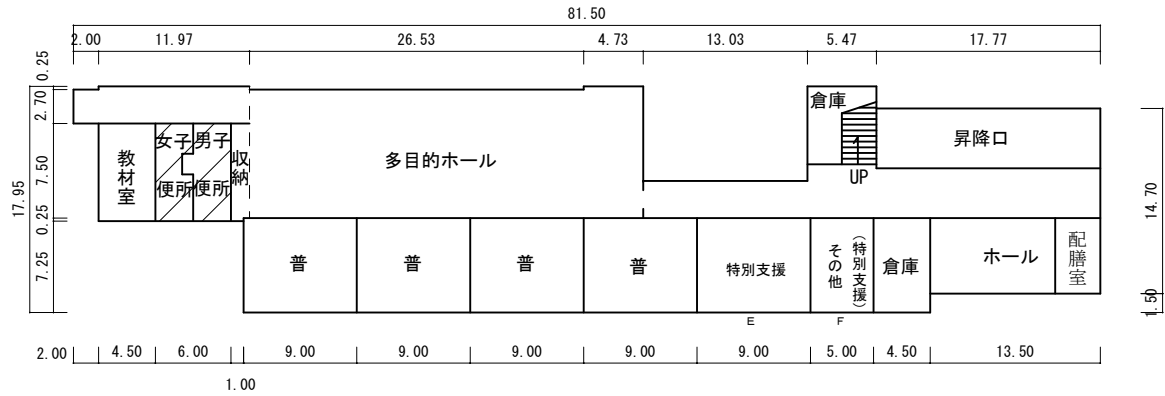 81.50
2.00 11.97 26.53 4.73 13.03 5.47 17.77
0.25
2.70
7.50
0.25
7.25
17.95
倉庫
昇降口
女子 男子
便所 便所
教材室
収納
多目的ホール
UP
14.70
1.50
普 普 普 普
特別支援
その他
(特別支援)
倉庫
ホール
配膳室
E F
2.00 4.50 6.00 9.00 9.00 9.00 9.00 9.00 5.00 4.50 13.50
1.00